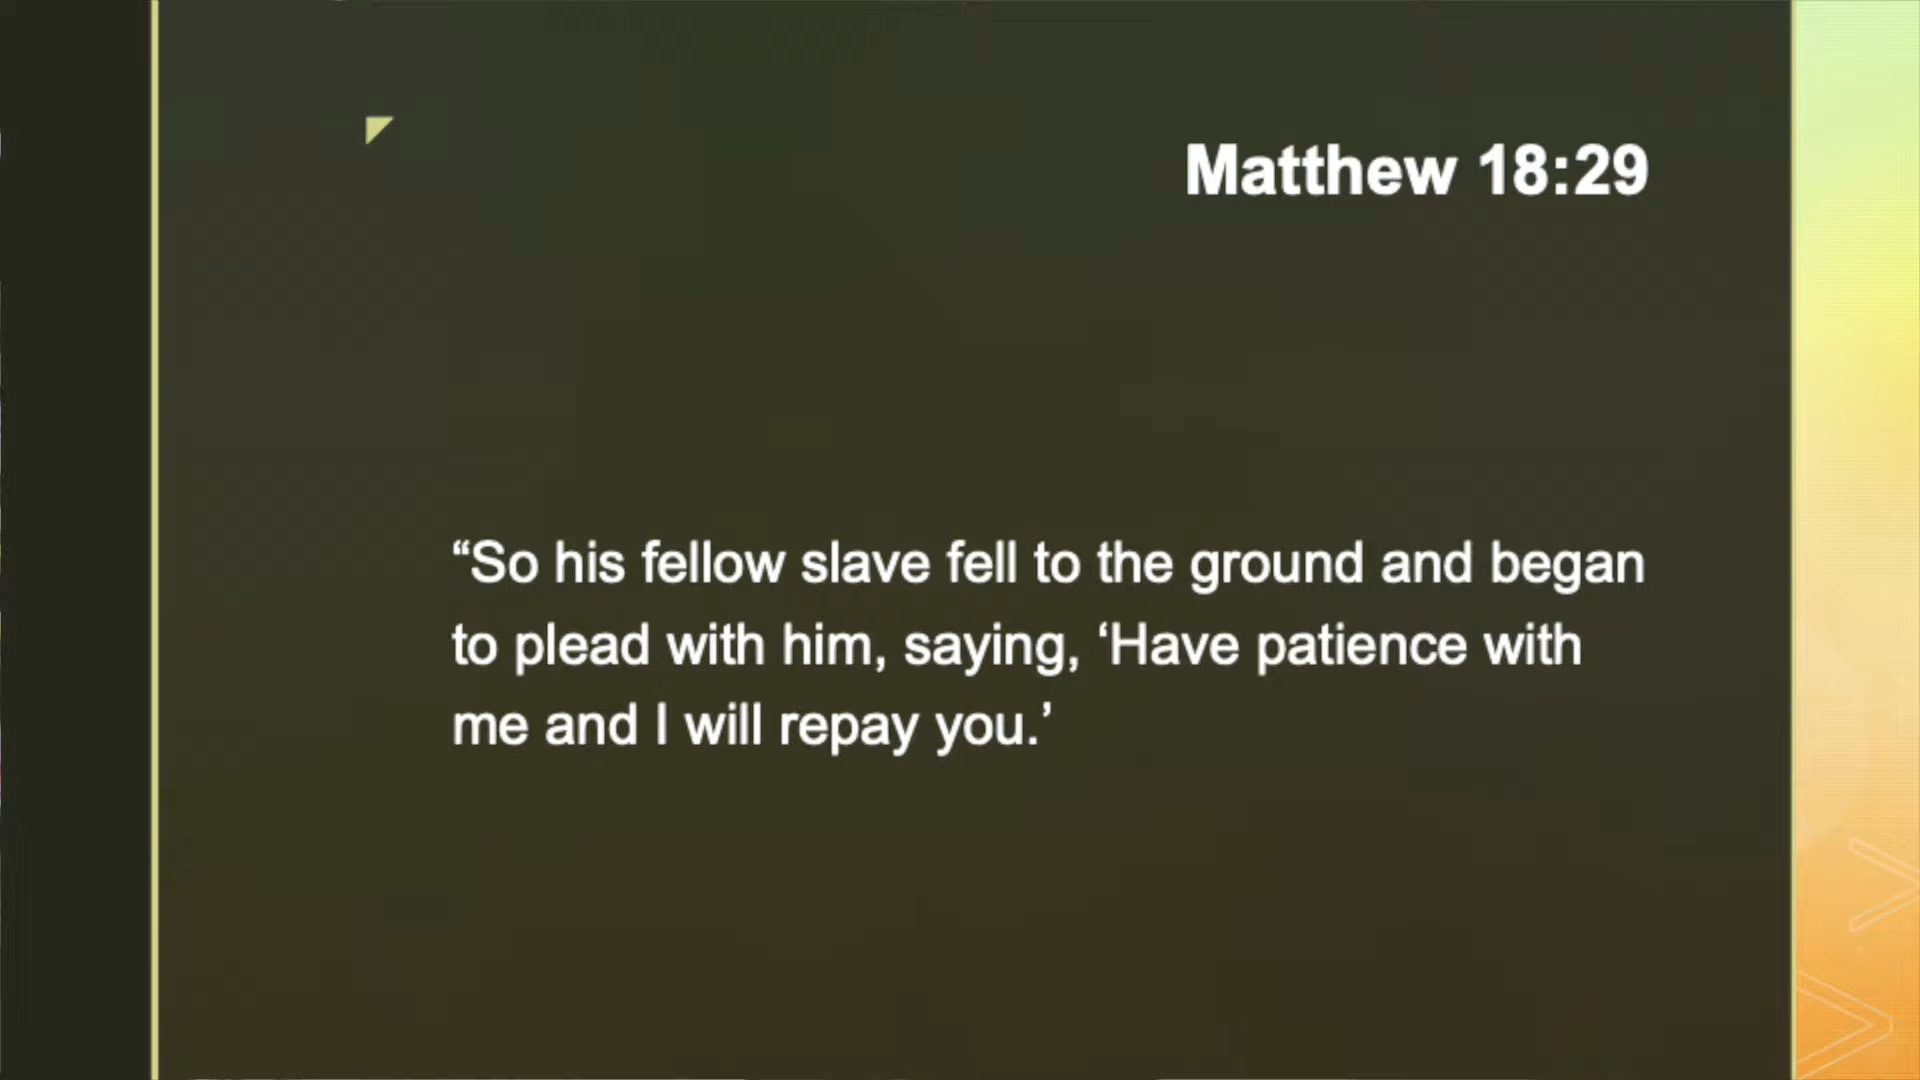 Matthew 18:29
“So his fellow slave fell to the ground and began
to plead with him, saying, ‘Have patience with
me and I will repay you.’